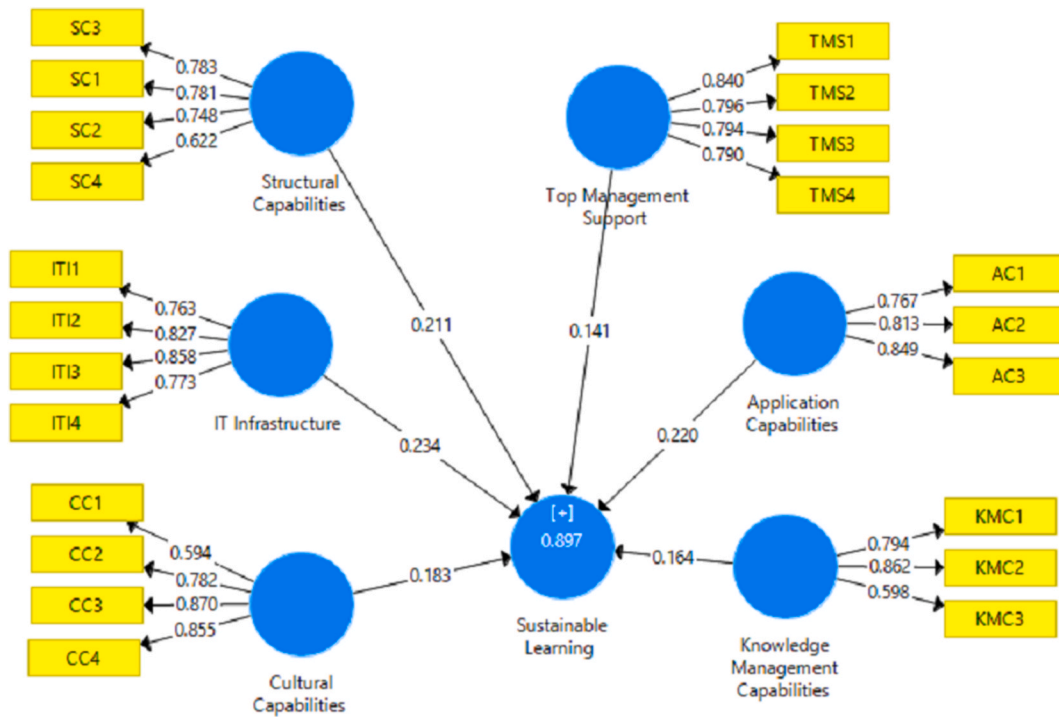 SC3
SC1
SC2
SC4
0.783
0.781
0.748
0.622
Structural
Capabilities
TMS1
TMS2
TMS3
TMS4
0.840
0.796
0.794
0.790
Top Management
Support
ITI1
ITI2
ITI3
ITI4
0.763
0.827
0.858
0.773
IT Infrastructure
0.211
0.141
AC1
AC2
AC3
0.767
0.813
0.849
Application
Capabilities
0.234
0.220
CC1
CC2
CC3
CC4
0.594
0.782
0.870
0.855
Cultural
Capabilities
0.183
[+]
0.897
Sustainable
Learning
0.164
KMC1
KMC2
KMC3
0.794
0.862
0.598
Knowledge
Management
Capabilities